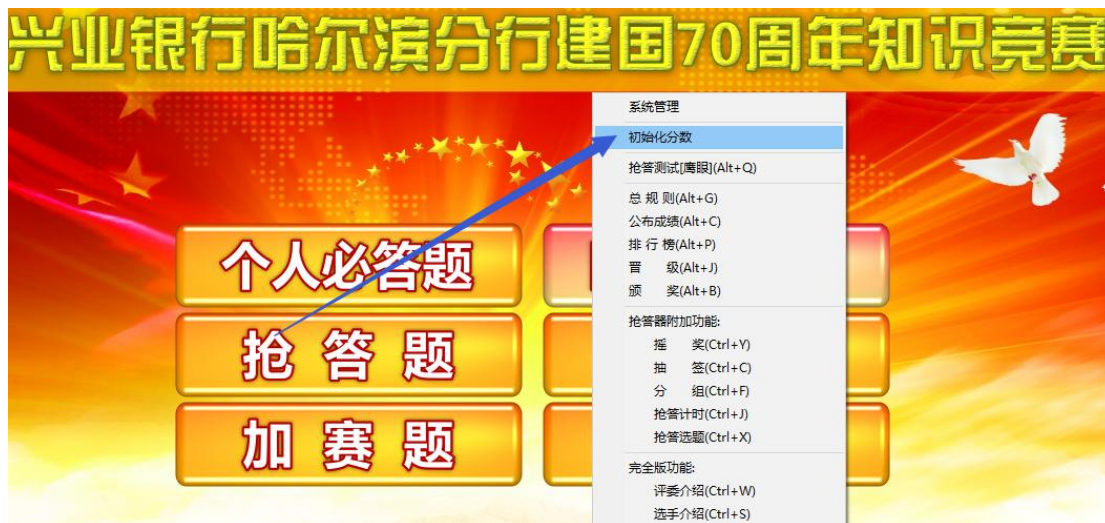 兴业银行哈尔滨分行建国70周年知识竞赛
系统管理
初始化分数
抢答测试[鹰眼](Alt+Q)
总 规 则(Alt+G)
公布成绩(Alt+C)
排 行 榜(Alt+P)
晋 级(Alt+J)
颁 奖(Alt+B)
抢答器附加功能:
摇 奖(Ctrl+Y)
抽 签(Ctrl+C)
分 组(Ctrl+F)
抢答计时(Ctrl+J)
抢答选题(Ctrl+X)
完全版功能:
评委介绍(Ctrl+W)
选手介绍(Ctrl+S)
个人必答题
抢 答 题
加 赛 题